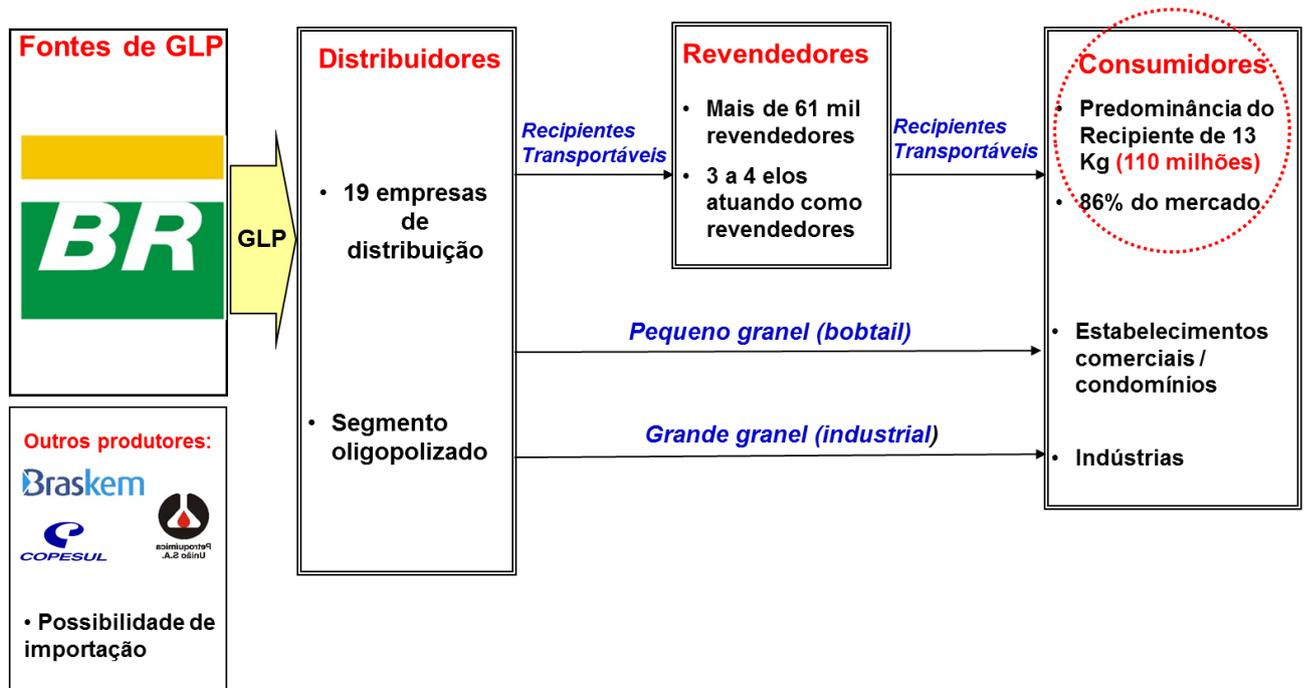 Fontes de GLP
BR
GLP
Outros produtores:
Braskem
COPESUL
Petroquímica
União S.A.
• Possibilidade de
importação
Distribuidores
• 19 empresas
de
distribuição
• Segmento
oligopolizado
Recipientes
Transportáveis
Revendedores
• Mais de 61 mil
revendedores
• 3 a 4 elos
atuando como
revendedores
Recipientes
Transportáveis
Pequeno granel (bobtail)
Grande granel (industrial)
Consumidores
• Predominância do
Recipiente de 13
Kg (110 milhões)
• 86% do mercado
• Estabelecimentos
comerciais /
condomínios
• Indústrias